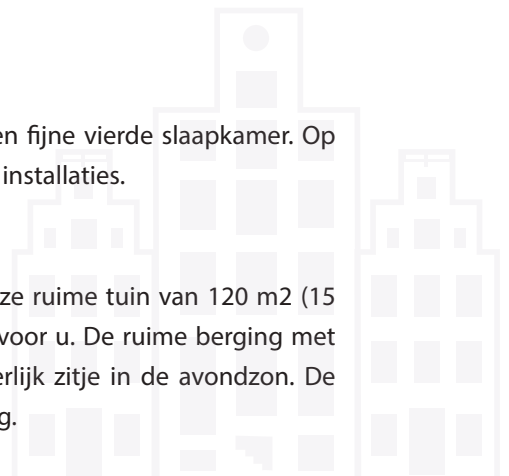 en fijne vierde slaapkamer. Op
installaties.
ze ruime tuin van 120 m2 (15
voor u. De ruime berging met
erlijk zitje in de avondzon. De
g.